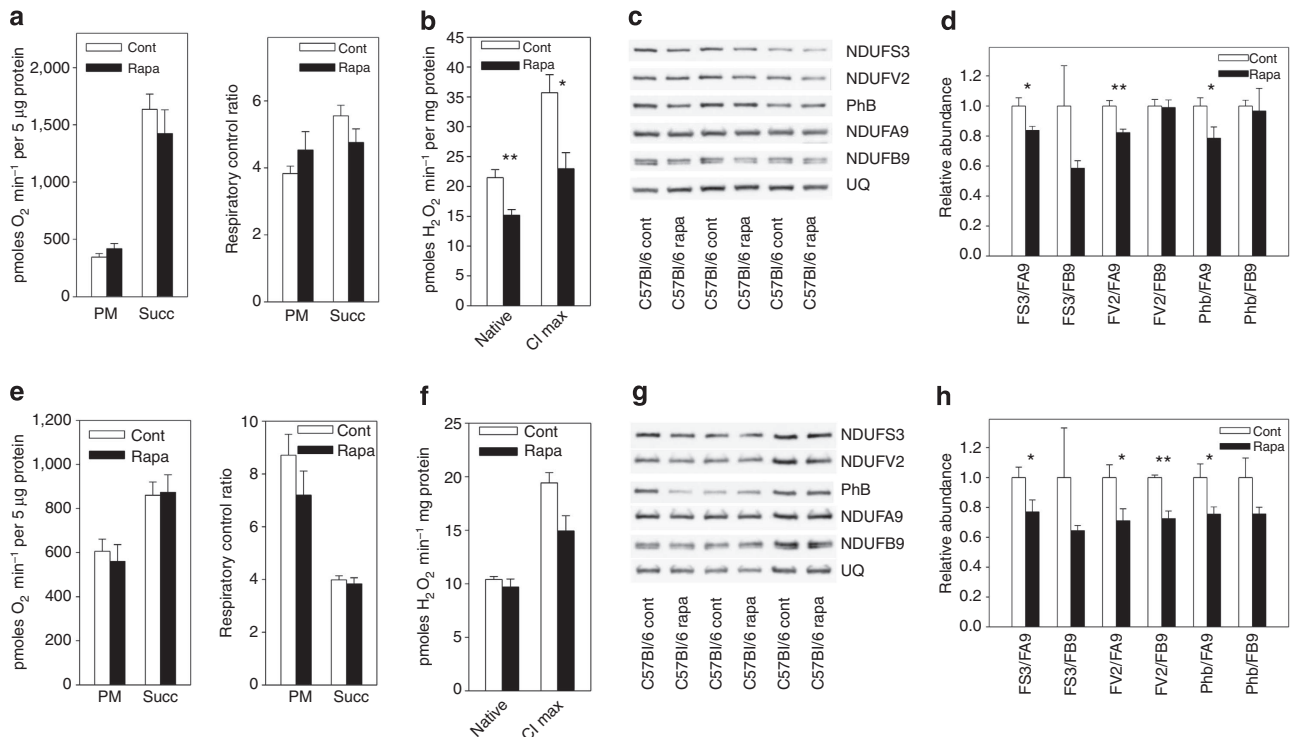 a
pmoles O2 min−1 per 5 µg protein
2,000
1,500
1,000
500
0
Cont
Rapa
PM
Succ
Respiratory control ratio
6
4
2
0
Cont
Rapa
PM
Succ
b
pmoles H2O2 min−1 per mg protein
45
40
35
30
25
20
15
10
5
0
Cont
Rapa
**
*
Native
CI max
c
NDUFS3
NDUFV2
PhB
NDUFA9
NDUFB9
UQ
C57Bl/6 cont
C57Bl/6 rapa
C57Bl/6 cont
C57Bl/6 rapa
C57Bl/6 cont
C57Bl/6 rapa
d
Relative abundance
1.2
1.0
0.8
0.6
0.4
0.2
0.0
Cont
Rapa
*
**
*
FS3/FA9
FS3/FB9
FV2/FA9
FV2/FB9
Phb/FA9
Phb/FB9
e
pmoles O2 min−1 per 5 µg protein
1,200
1,000
800
600
400
200
0
Cont
Rapa
PM
Succ
Respiratory control ratio
10
8
6
4
2
0
Cont
Rapa
PM
Succ
f
pmoles H2O2 min−1 mg protein
25
20
15
10
5
0
Cont
Rapa
Native
CI max
g
NDUFS3
NDUFV2
PhB
NDUFA9
NDUFB9
UQ
C57Bl/6 cont
C57Bl/6 rapa
C57Bl/6 cont
C57Bl/6 rapa
C57Bl/6 cont
C57Bl/6 rapa
h
Relative abundance
1.2
1.0
0.8
0.6
0.4
0.2
0.0
Cont
Rapa
*
*
**
*
FS3/FA9
FS3/FB9
FV2/FA9
FV2/FB9
Phb/FA9
Phb/FB9